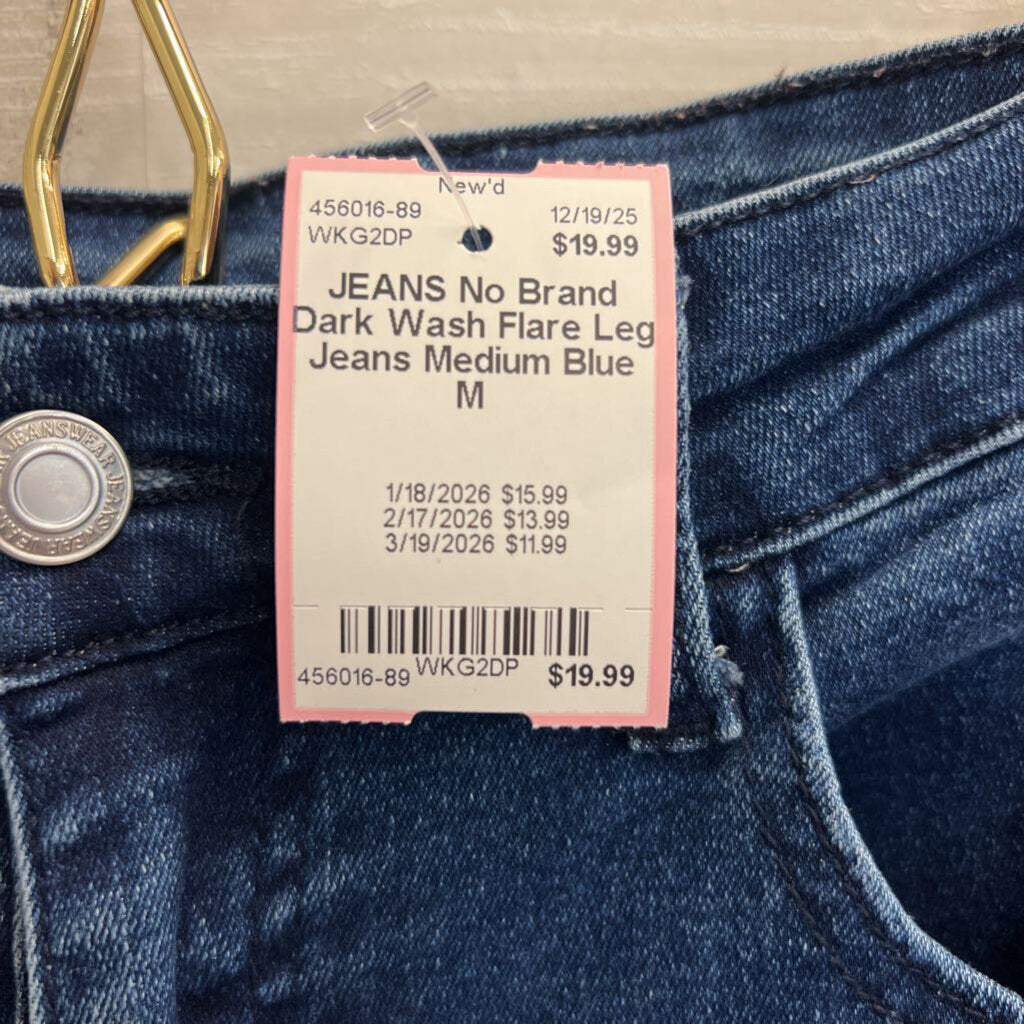 New'd
456016-89 12/19/25
WKG2DP $19.99
JEANS No Brand
Dark Wash Flare Leg
Jeans Medium Blue
M
1/18/2026 $15.99
2/17/2026 $13.99
3/19/2026 $11.99
456016-89 WKG2DP $19.99
JEANSWEAR JEANSWEAR